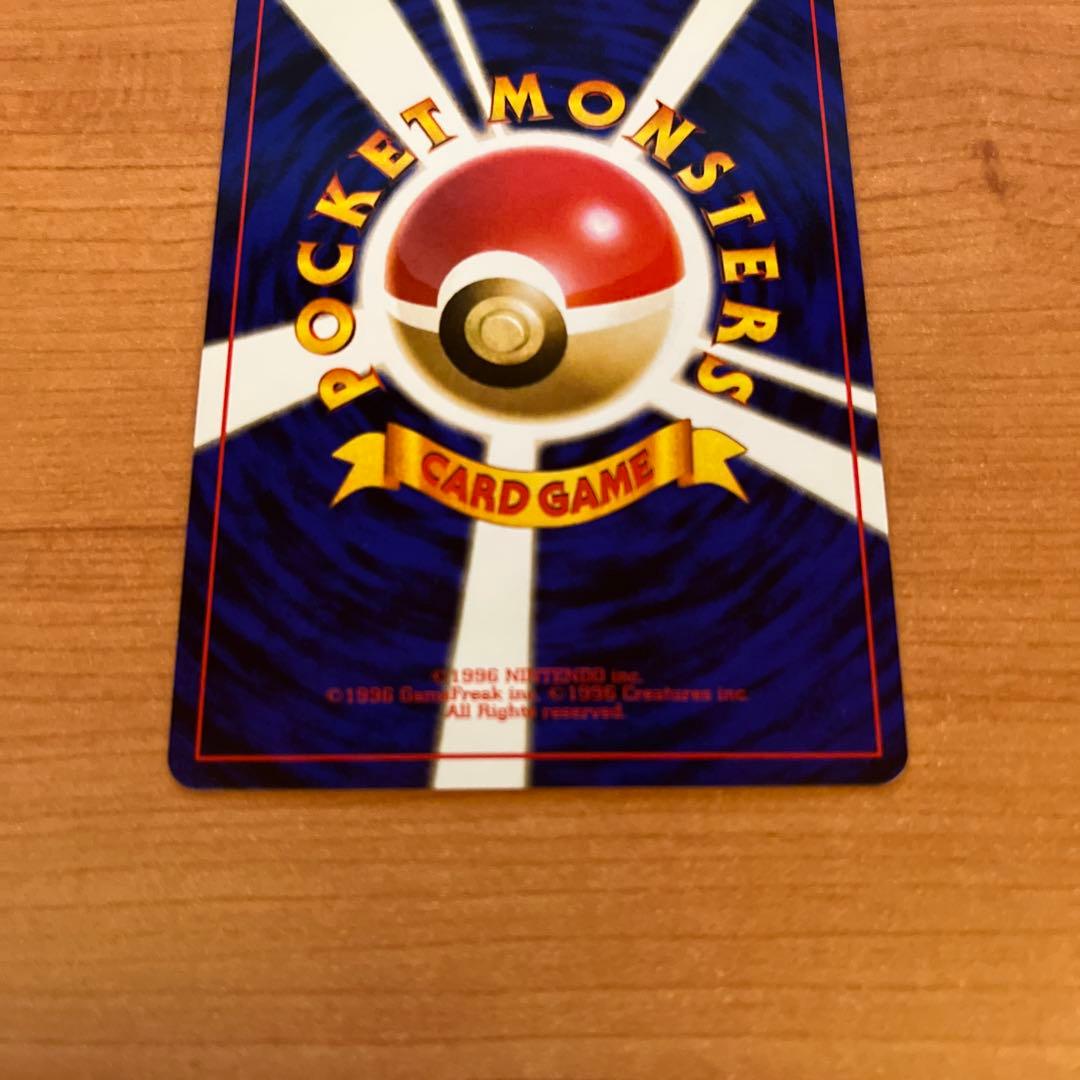 POCKET MONSTERS
CARD GAME
©1996 NINTENDO inc.
©1996 GameFreak inc. ©1996 Creatures inc.
All Rights reserved.